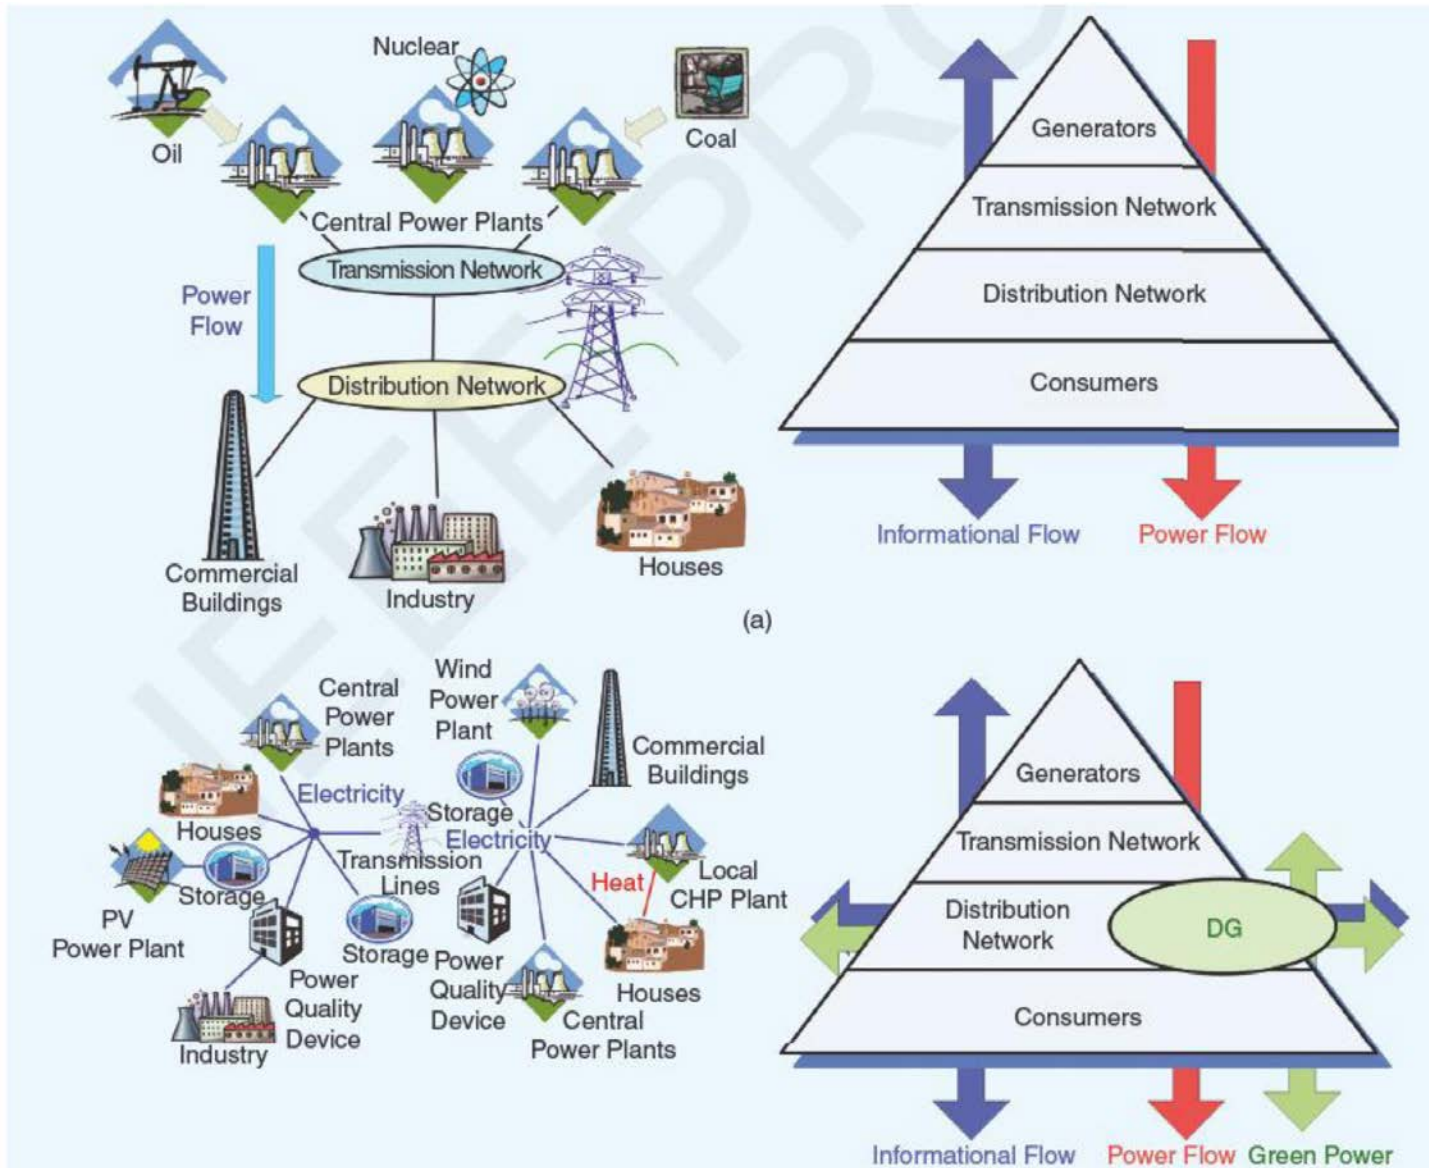 Nuclear
Oil
Coal
Central Power Plants
Transmission Network
Power
Flow
Distribution Network
Commercial
Buildings
Industry
Houses
Generators
Transmission Network
Distribution Network
Consumers
Informational Flow
Power Flow
(a)
Central
Power
Plants
Electricity
Houses
Storage
PV
Power Plant
Transmission
Lines
Storage
Power
Quality
Device
Industry
Wind
Power
Plant
Storage
Electricity
Commercial
Buildings
Local
CHP Plant
Heat
Houses
Power
Quality
Device
Central
Power Plants
Generators
Transmission Network
Distribution
Network
DG
Consumers
Informational Flow
Power Flow
Green Power